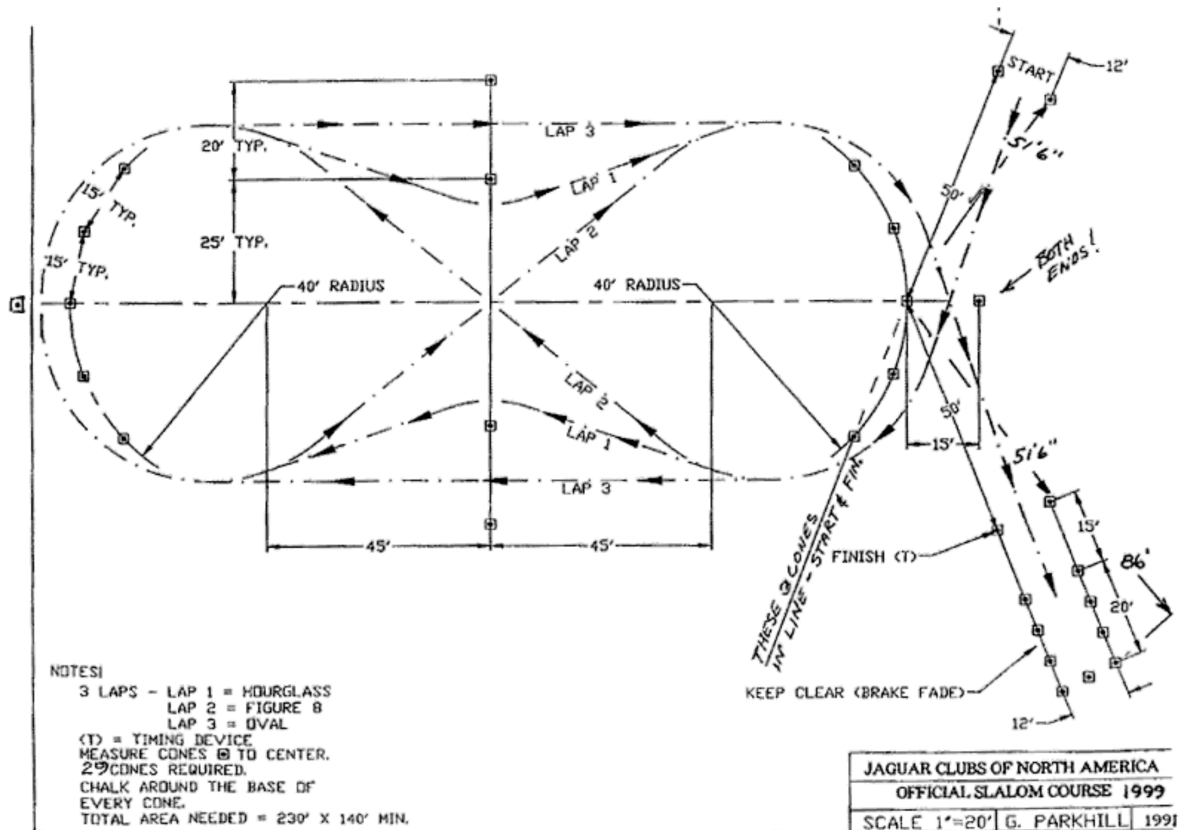 START
12'
20' TYP.
LAP 3
51'6"
15' TYP.
LAP 1
50'
25' TYP.
LAP 2
15' TYP.
BOTH
ENDS!
40' RADIUS
40' RADIUS
LAP 2
50'
LAP 1
15'
51'6"
LAP 3
THESE 3 CONES
IN LINE - START & FIN.
45'
45'
FINISH (T)
15'
86'
20'
KEEP CLEAR (BRAKE FADE)
12'
NOTES!
3 LAPS - LAP 1 = HOURGLASS
LAP 2 = FIGURE 8
LAP 3 = OVAL
(T) = TIMING DEVICE
MEASURE CONES TO CENTER.
29 CONES REQUIRED.
CHALK AROUND THE BASE OF
EVERY CONE.
TOTAL AREA NEEDED = 230' X 140' MIN.
JAGUAR CLUBS OF NORTH AMERICA
OFFICIAL SLALOM COURSE 1999
SCALE 1"=20' G. PARKHILL